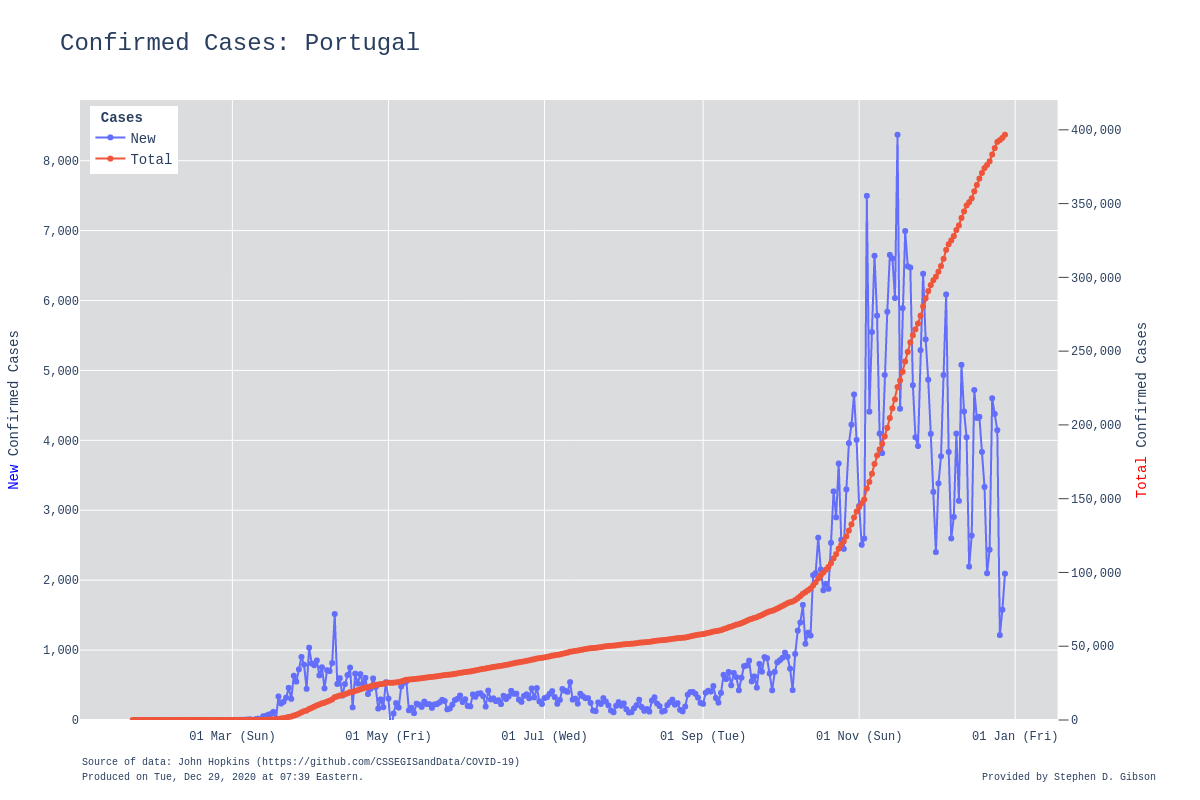 Confirmed Cases: Portugal
Cases
New
Total
8,000
7,000
6,000
5,000
4,000
3,000
2,000
1,000
0
New Confirmed Cases
400,000
350,000
300,000
250,000
200,000
150,000
100,000
50,000
0
Total Confirmed Cases
01 Mar (Sun)
01 May (Fri)
01 Jul (Wed)
01 Sep (Tue)
01 Nov (Sun)
01 Jan (Fri)
Source of data: John Hopkins (https://github.com/CSSEGISandData/COVID-19)
Produced on Tue, Dec 29, 2020 at 07:39 Eastern.
Provided by Stephen D. Gibson